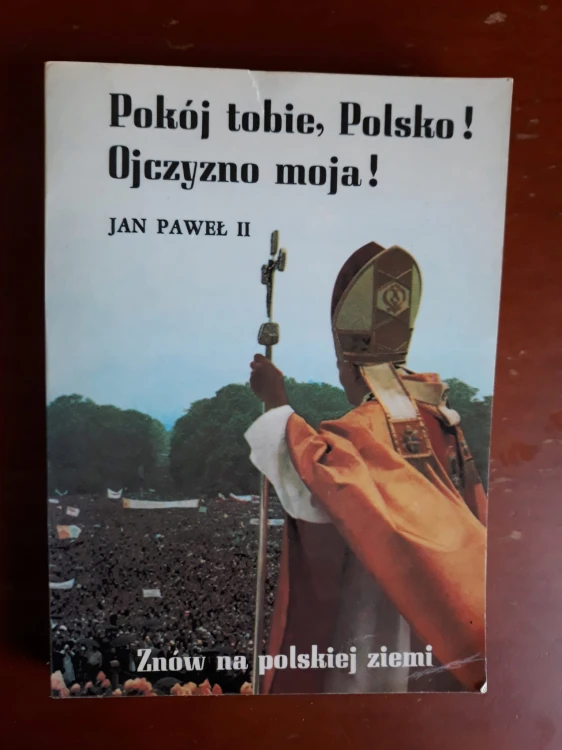 Pokój tobie, Polsko!
Ojczyzno moja!
JAN PAWEŁ II
Znów na polskiej ziemi